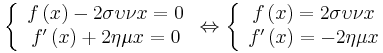 { f (x) − 2συνx = 0 ⇔ { f (x) = 2συνx
f′ (x) + 2ημx = 0 f′ (x) = −2ημx